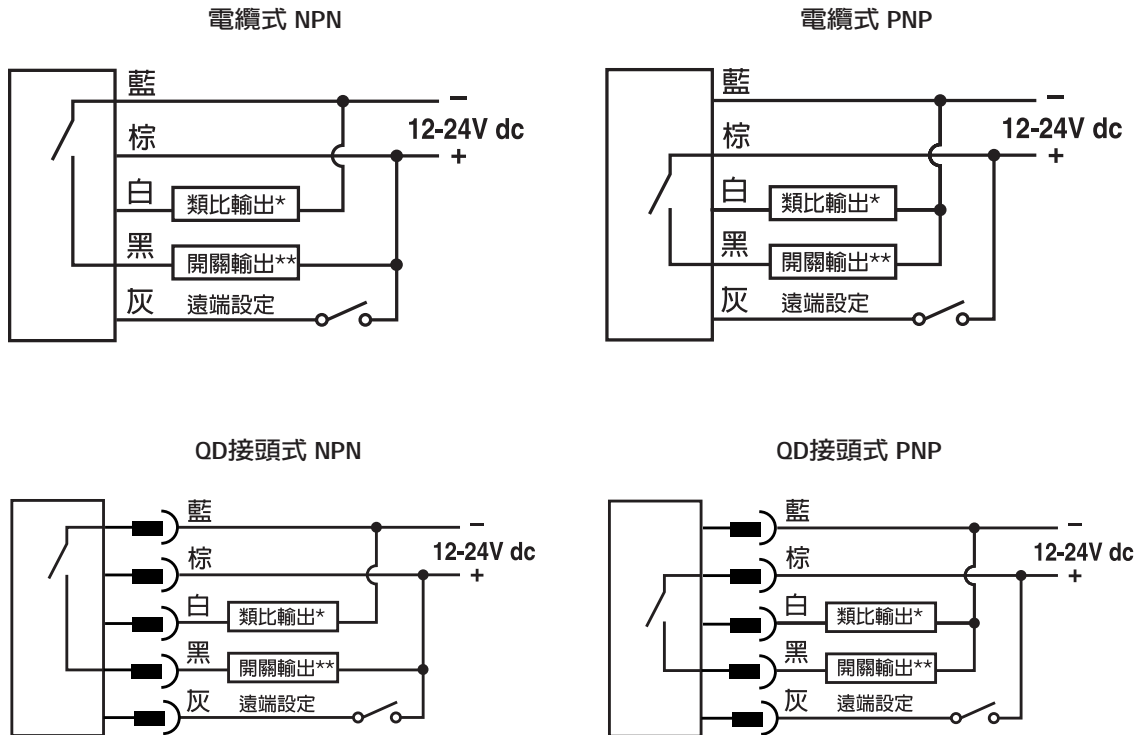 電纜式 NPN
藍
−
12-24V dc
棕
+
白
類比輸出*
黑
開關輸出**
灰
遠端設定
電纜式 PNP
藍
−
12-24V dc
棕
+
白
類比輸出*
黑
開關輸出**
灰
遠端設定
QD接頭式 NPN
藍
−
12-24V dc
棕
+
白
類比輸出*
黑
開關輸出**
灰
遠端設定
QD接頭式 PNP
藍
−
12-24V dc
棕
+
白
類比輸出*
黑
開關輸出**
灰
遠端設定